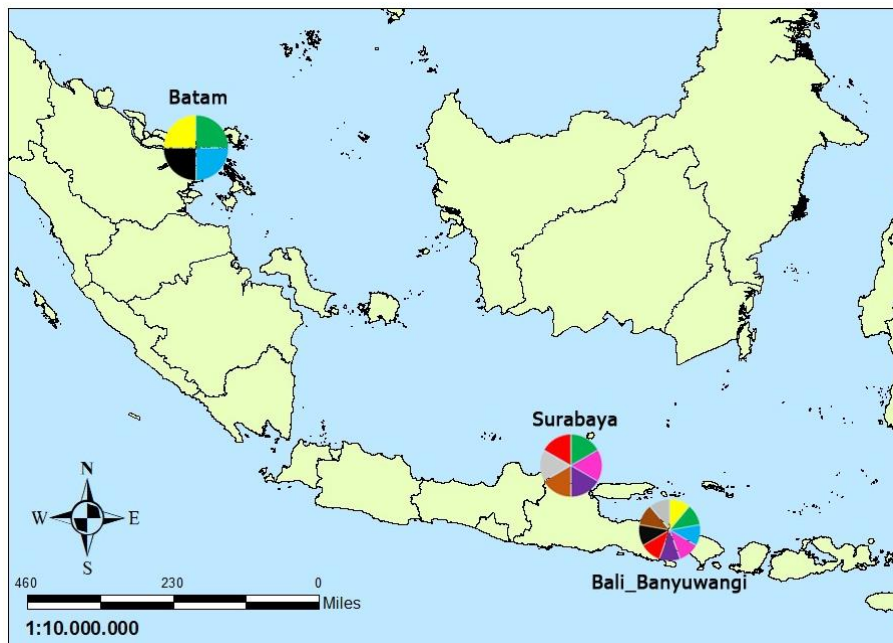 Batam
Surabaya
Bali_Banyuwangi
N
W E
S
460 230 0
Miles
1:10.000.000